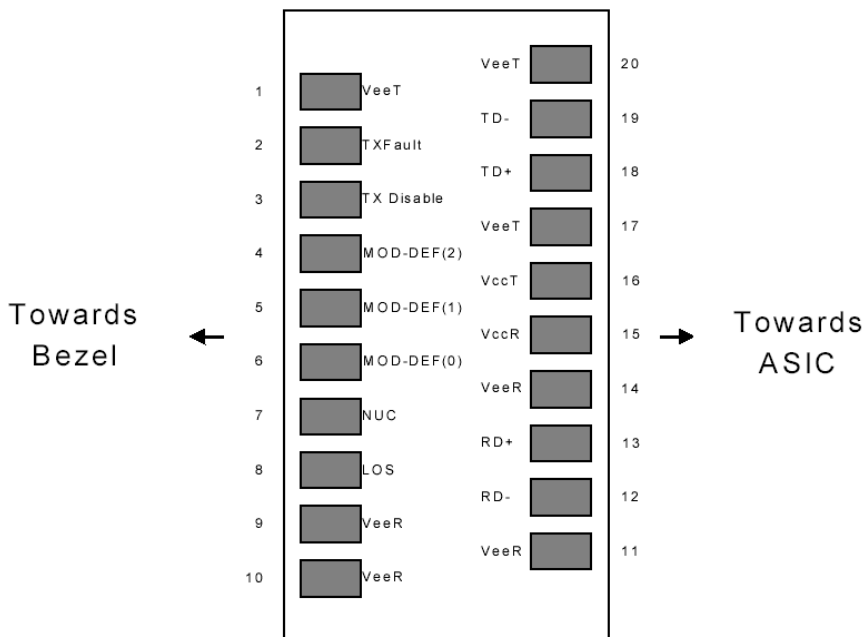 VeeT 20
1 VeeT
TD- 19
2 TXFault
TD+ 18
3 TX Disable
VeeT 17
4 MOD-DEF(2)
VccT 16
5 MOD-DEF(1)
Towards
Bezel
VccR 15
Towards
ASIC
6 MOD-DEF(0)
VeeR 14
7 NUC
RD+ 13
8 LOS
RD- 12
9 VeeR
VeeR 11
10 VeeR